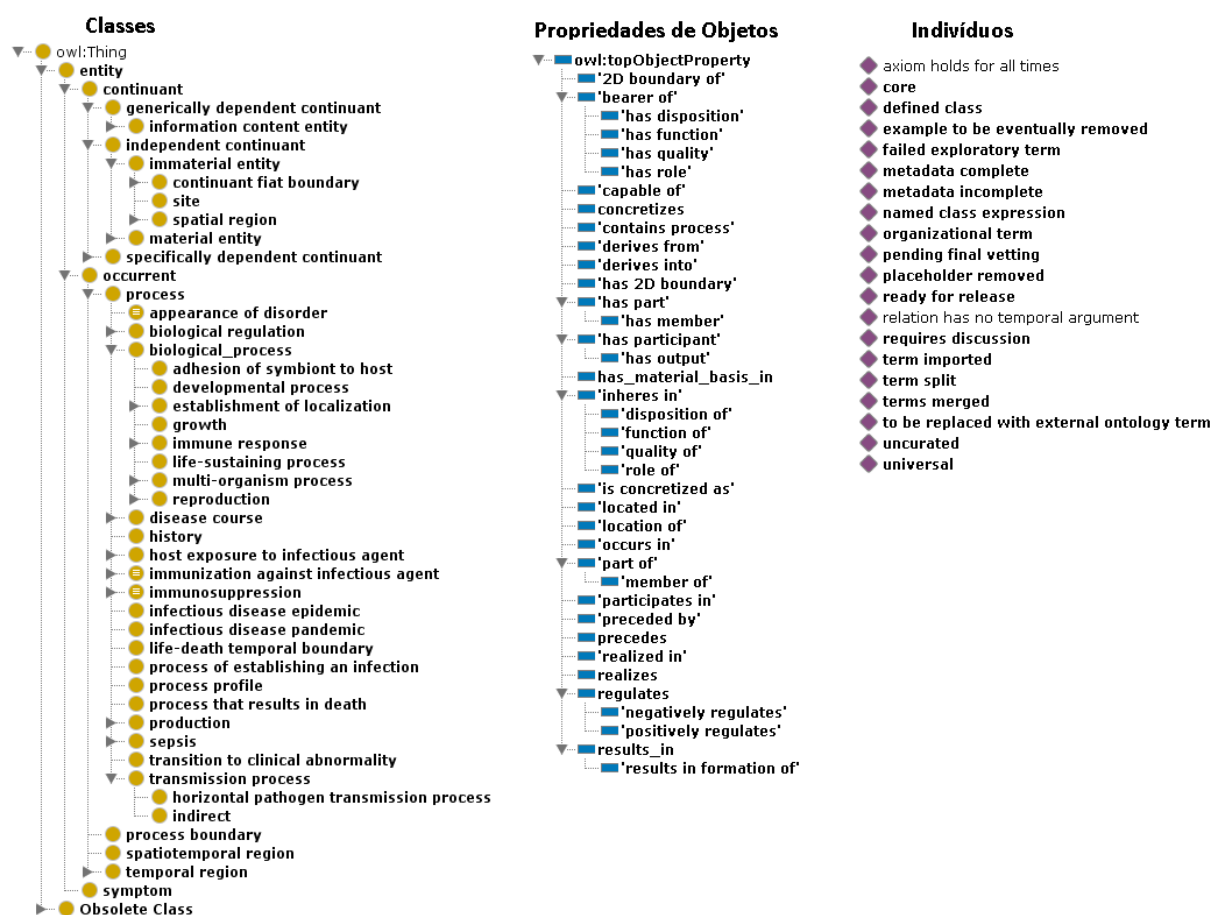 Classes
owl:Thing
entity
continuant
generically dependent continuant
information content entity
independent continuant
immaterial entity
continuant fiat boundary
site
spatial region
material entity
specifically dependent continuant
occurrent
process
appearance of disorder
biological regulation
biological_process
adhesion of symbiont to host
developmental process
establishment of localization
growth
immune response
life-sustaining process
multi-organism process
reproduction
disease course
history
host exposure to infectious agent
immunization against infectious agent
immunosuppression
infectious disease epidemic
infectious disease pandemic
life-death temporal boundary
process of establishing an infection
process profile
process that results in death
production
sepsis
transition to clinical abnormality
transmission process
horizontal pathogen transmission process
indirect
process boundary
spatiotemporal region
temporal region
symptom
Obsolete Class
Propriedades de Objetos
owl:topObjectProperty
'2D boundary of'
'bearer of'
'has disposition'
'has function'
'has quality'
'has role'
'capable of'
concretizes
'contains process'
'derives from'
'derives into'
'has 2D boundary'
'has part'
'has member'
'has participant'
'has output'
has_material_basis_in
'inheres in'
'disposition of'
'function of'
'quality of'
'role of'
'is concretized as'
'located in'
'location of'
'occurs in'
'part of'
'member of'
'participates in'
'preceded by'
precedes
'realized in'
realizes
regulates
'negatively regulates'
'positively regulates'
results_in
'results in formation of'
Indivíduos
axiom holds for all times
core
defined class
example to be eventually removed
failed exploratory term
metadata complete
metadata incomplete
named class expression
organizational term
pending final vetting
placeholder removed
ready for release
relation has no temporal argument
requires discussion
term imported
term split
terms merged
to be replaced with external ontology term
uncurated
universal